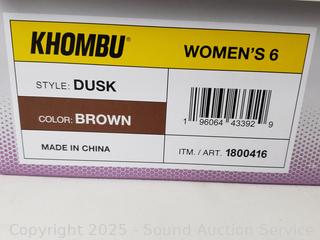 KHOMBU®
WOMEN'S 6
STYLE: DUSK
COLOR: BROWN
MADE IN CHINA
1 96064 43392 9
ITM. / ART. 1800416
Copyright 2025 - Sound Auction Service